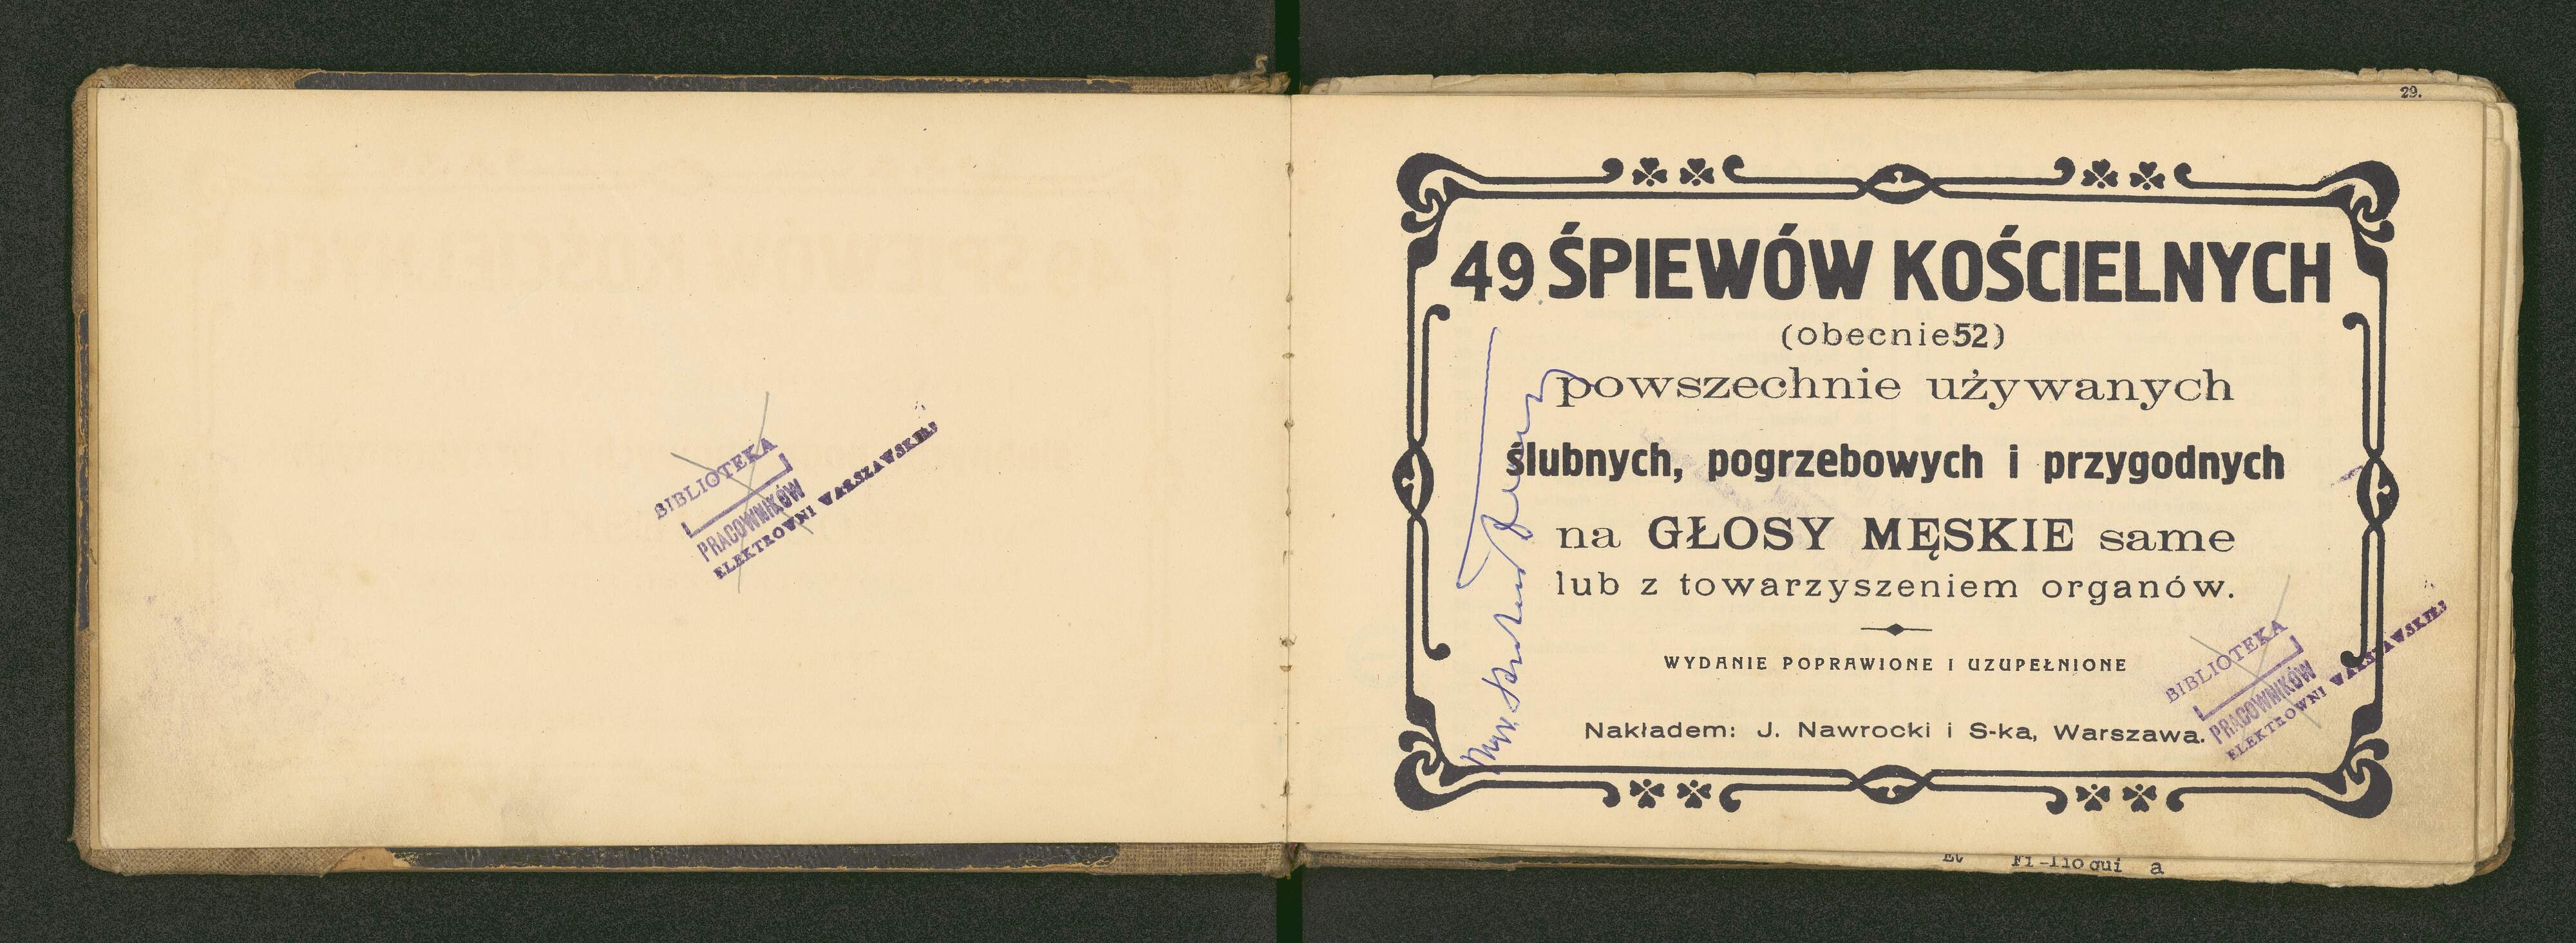 BIBLIOTEKA
PRACOWNIKÓW
ELEKTROWNI WARSZAWSKIEJ
29.
49 ŚPIEWÓW KOŚCIELNYCH
(obecnie 52)
powszechnie używanych
ślubnych, pogrzebowych i przygodnych
na GŁOSY MĘSKIE same
lub z towarzyszeniem organów.
WYDANIE POPRAWIONE I UZUPEŁNIONE
Nakładem: J. Nawrocki i S-ka, Warszawa.
BIBLIOTEKA
PRACOWNIKÓW
ELEKTROWNI WARSZAWSKIEJ
a